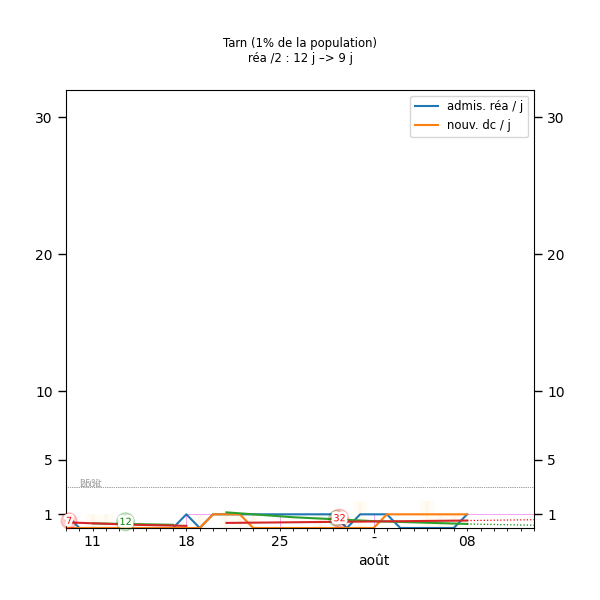 Tarn (1% de la population)
réa /2 : 12 j –> 9 j
admis. réa / j
nouv. dc / j
30 30
20 20
10 10
5 5
1 1
7 12 32
11 18 25 - 08
août